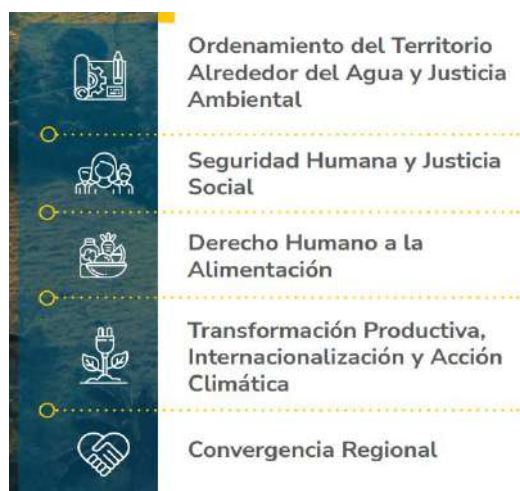 Ordenamiento del Territorio
Alrededor del Agua y Justicia
Ambiental
Seguridad Humana y Justicia
Social
Derecho Humano a la
Alimentación
Transformación Productiva,
Internacionalización y Acción
Climática
Convergencia Regional